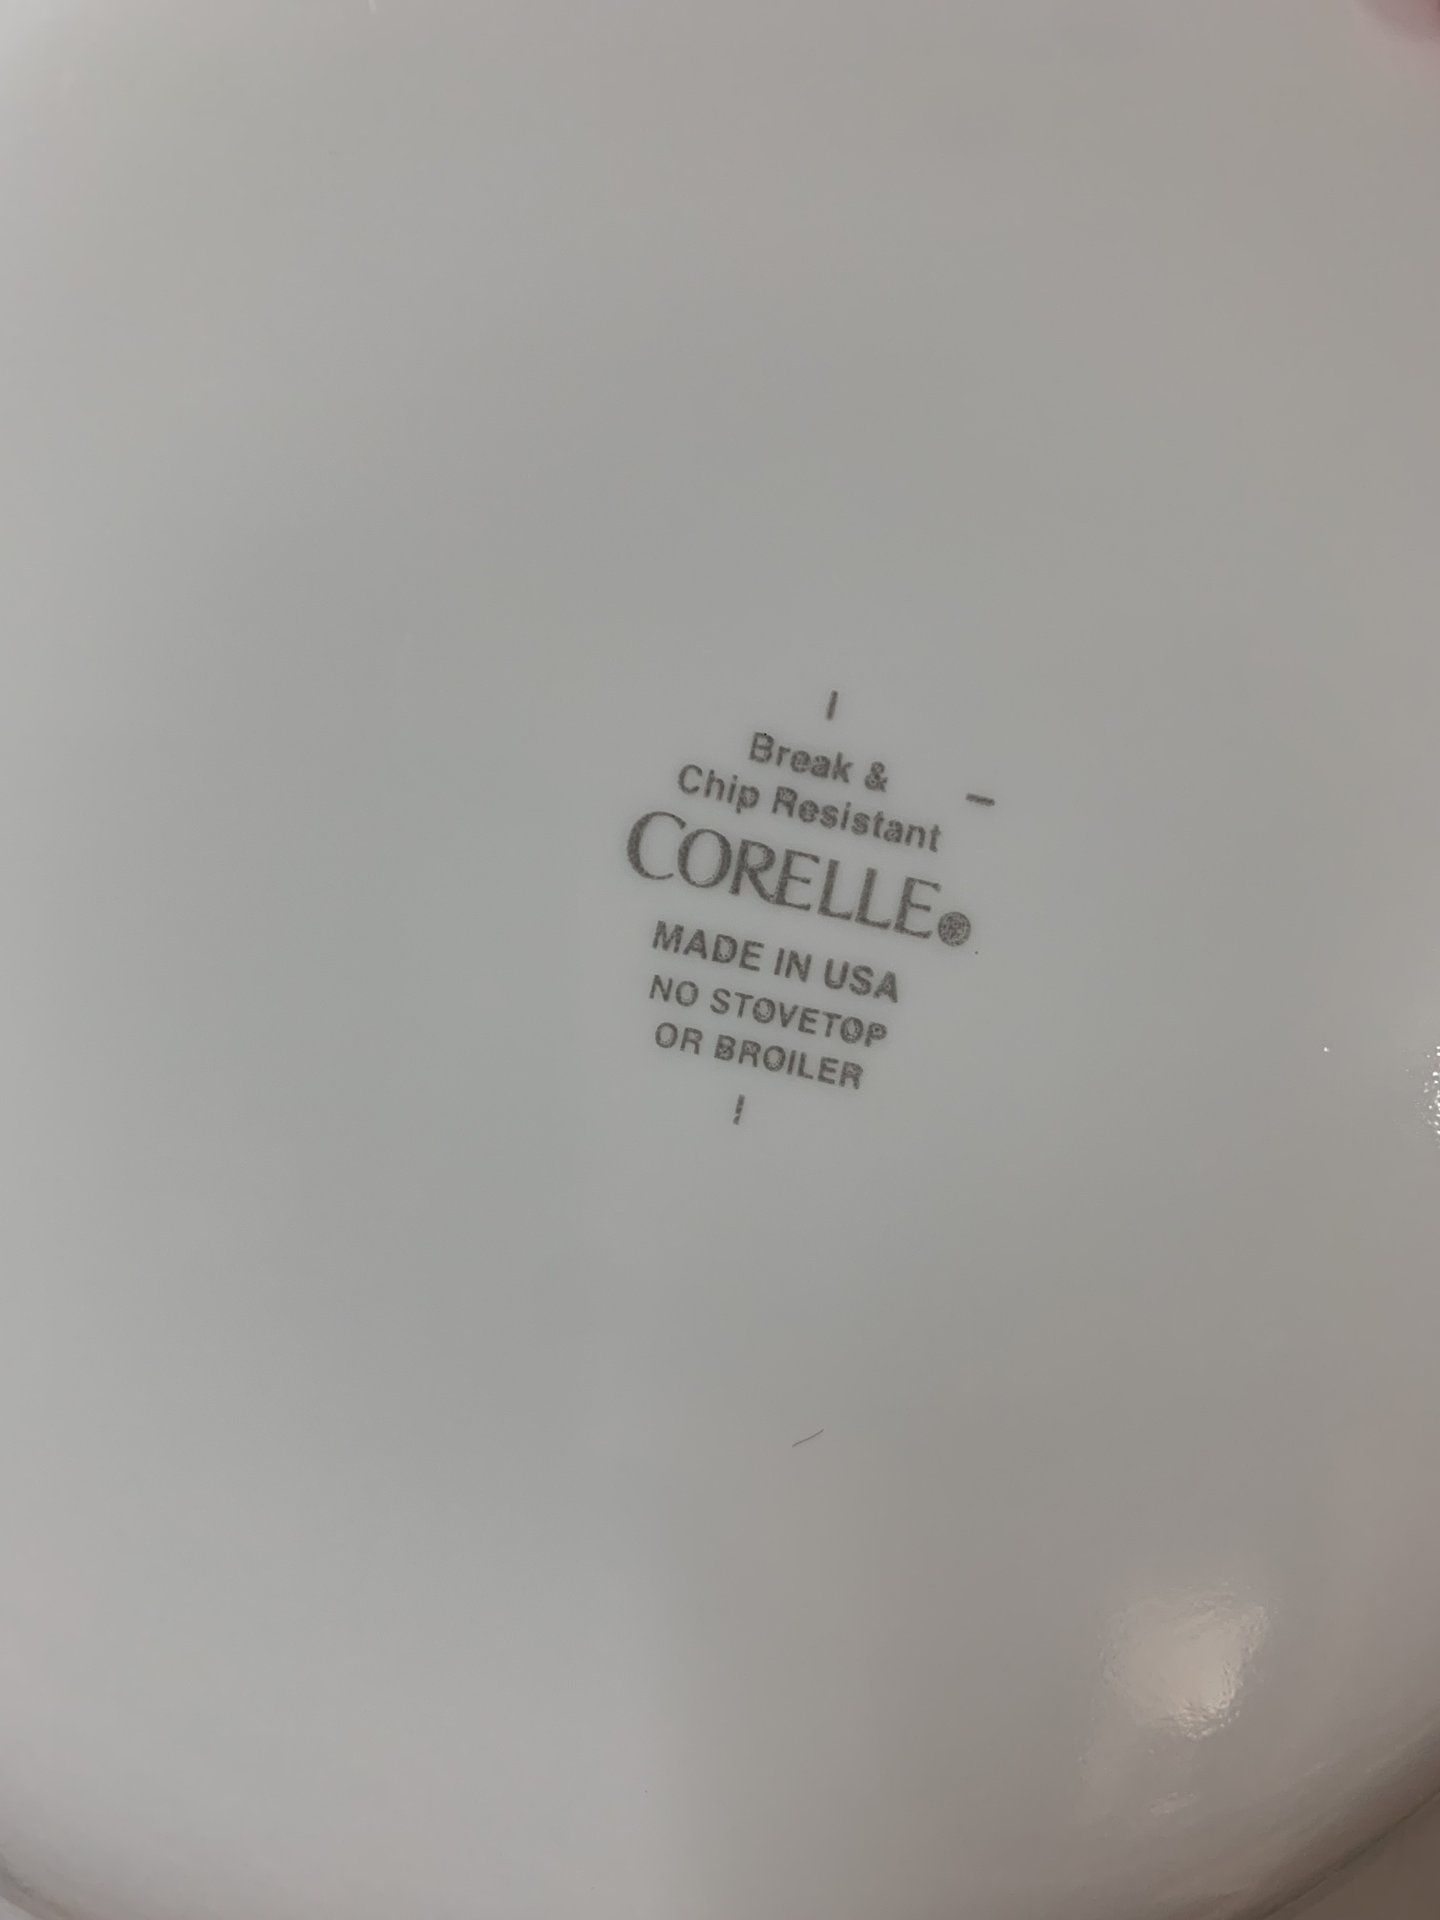 Break &
Chip Resistant
CORELLE®
MADE IN USA
NO STOVETOP
OR BROILER